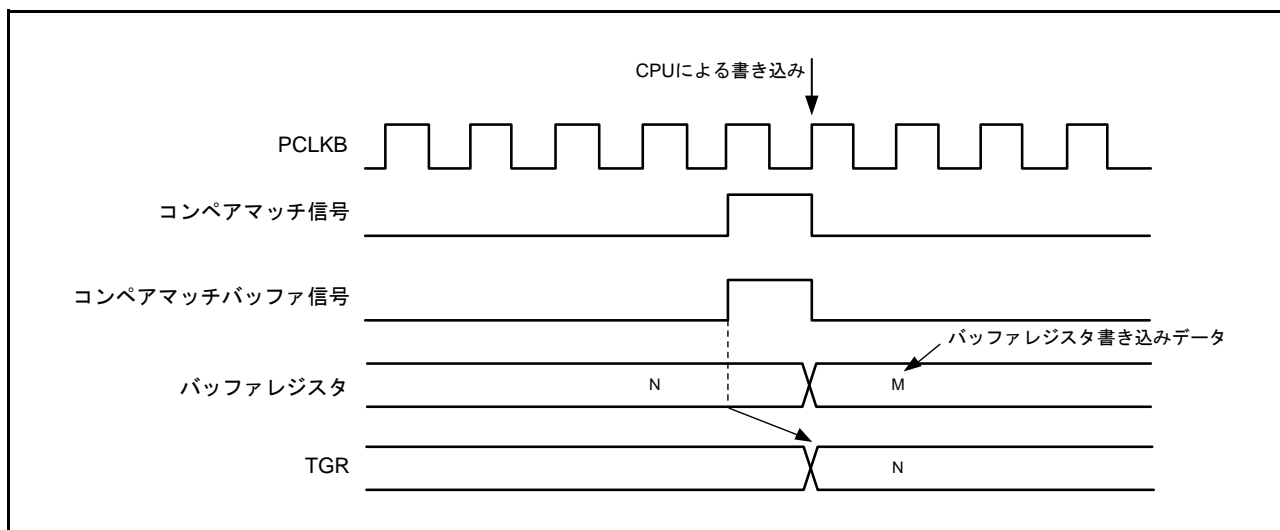 CPUによる書き込み
PCLKB
コンペアマッチ信号
コンペアマッチバッファ信号
バッファレジスタ書き込みデータ
バッファレジスタ
N
M
TGR
N